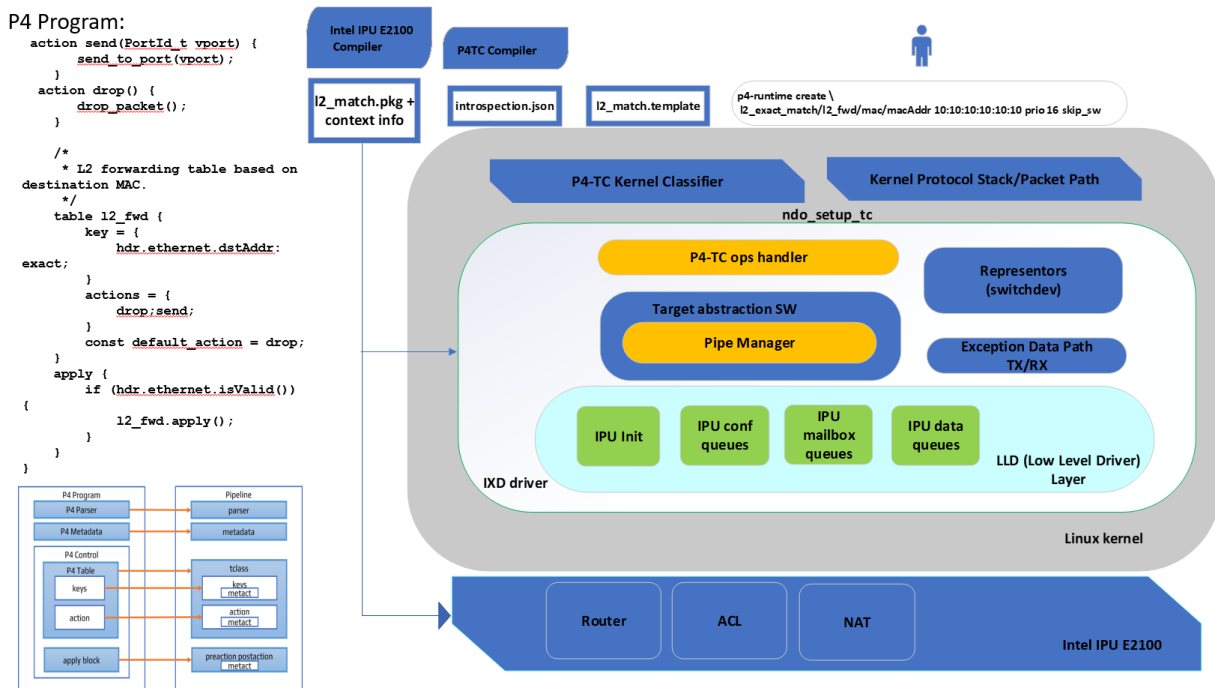 P4 Program:
action send(PortId_t vport) {
send_to_port(vport);
}
action drop() {
drop_packet();
}
/*
* L2 forwarding table based on
destination MAC.
*/
table l2_fwd {
key = {
hdr.ethernet.dstAddr:
exact;
}
actions = {
drop;send;
}
const default_action = drop;
}
apply {
if (hdr.ethernet.isValid())
{
l2_fwd.apply();
}
}
}
P4 Program
P4 Parser
P4 Metadata
P4 Control
P4 Table
keys
action
apply block
Pipeline
parser
metadata
tclass
keys
metact
action
metact
preaction postaction
metact
Intel IPU E2100
Compiler
P4TC Compiler
l2_match.pkg +
context info
introspection.json
l2_match.template
p4-runtime create \
l2_exact_match/l2_fwd/mac/macAddr 10:10:10:10:10:10 prio 16 skip_sw
P4-TC Kernel Classifier
Kernel Protocol Stack/Packet Path
ndo_setup_tc
P4-TC ops handler
Representors
(switchdev)
Target abstraction SW
Pipe Manager
Exception Data Path
TX/RX
IPU Init
IPU conf
queues
IPU
mailbox
queues
IPU data
queues
LLD (Low Level Driver)
Layer
IXD driver
Linux kernel
Router
ACL
NAT
Intel IPU E2100